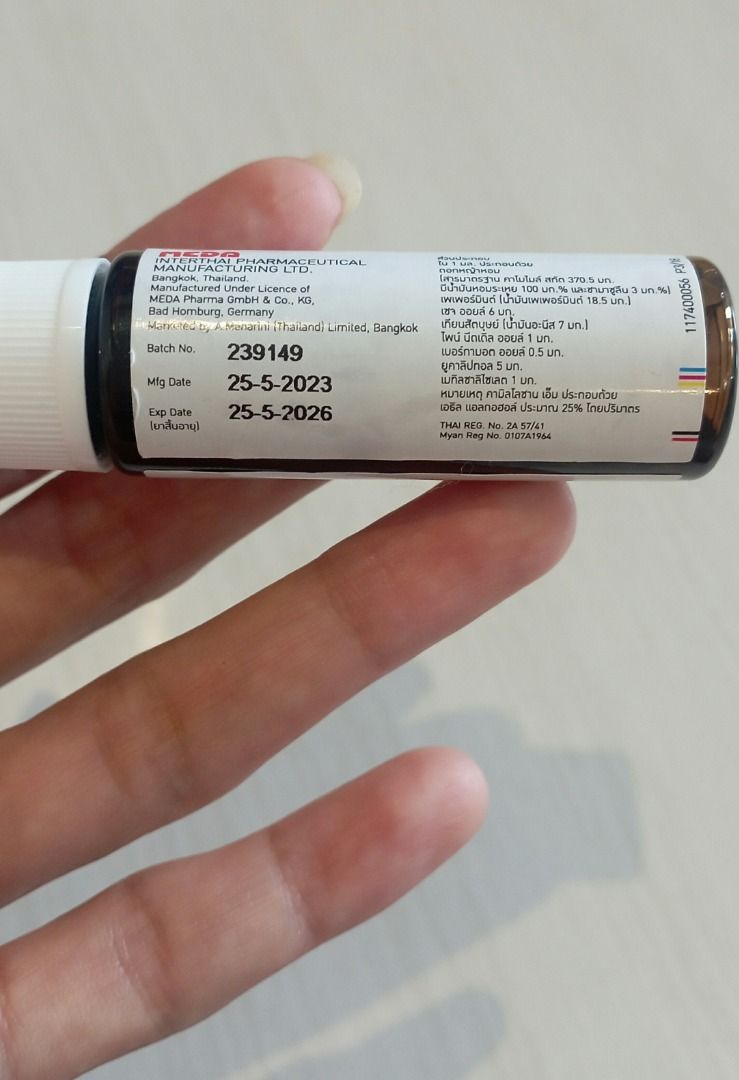 MEDA
INTERTHAI PHARMACEUTICAL
MANUFACTURING LTD.
Bangkok, Thailand.
Manufactured Under Licence of
MEDA Pharma GmbH & Co., KG,
Bad Homburg, Germany
Marketed by A.Menarini (Thailand) Limited, Bangkok
Batch No. 239149
Mfg Date 25-5-2023
Exp Date 25-5-2026
(ยาสิ้นอายุ)
ส่วนประกอบ
ใน 1 มล. ประกอบด้วย
ดอกหญ้าหอม
(สารมาตรฐาน คาโมไมล์ สกัด 370.5 มก.
มีน้ำมันหอมระเหย 100 มก.% และชามาซูลีน 3 มก.%)
เพเพอร์มินต์ (น้ำมันเพเพอร์มินต์ 18.5 มก.)
เซจ ออยล์ 6 มก.
เทียนสัตบุษย์ (น้ำมันอะนีส 7 มก.)
ไพน์ นีดเดิล ออยล์ 1 มก.
เบอร์กามอต ออยล์ 0.5 มก.
ยูคาลิปทอล 5 มก.
เมทิลซาลิไซเลต 1 มก.
หมายเหตุ คามิลโลซาน เอ็ม ประกอบด้วย
เอธิล แอลกอฮอล์ ประมาณ 25% โดยปริมาตร
THAI REG. No. 2A 57/41
Myan Reg No. 0107A1964
117400056 P3/18